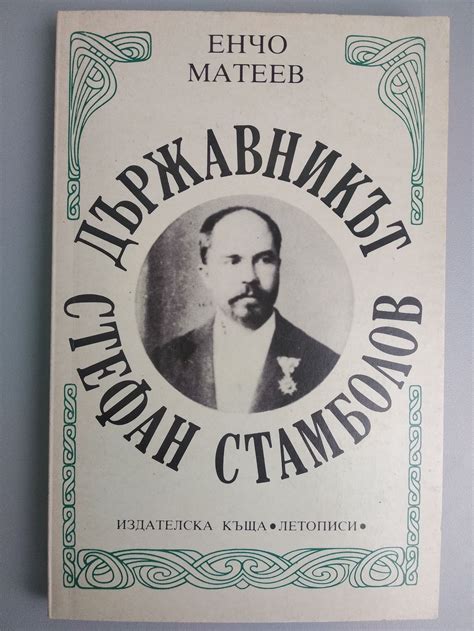 ЕНЧО
МАТЕЕВ
ДЪРЖАВНИКЪТ
СТЕФАН СТАМБОЛОВ
ИЗДАТЕЛСКА КЪЩА • ЛЕТОПИСИ •